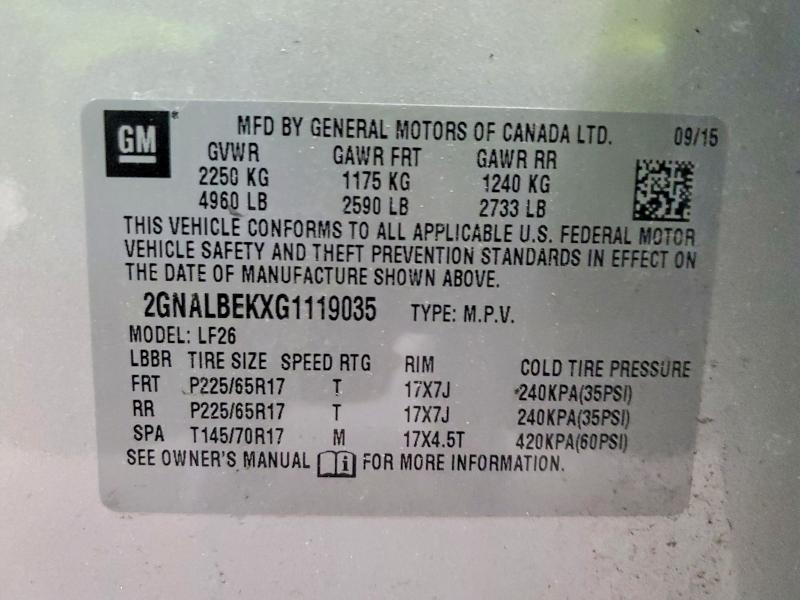 GM
MFD BY GENERAL MOTORS OF CANADA LTD. 09/15
GVWR GAWR FRT GAWR RR
2250 KG 1175 KG 1240 KG
4960 LB 2590 LB 2733 LB
THIS VEHICLE CONFORMS TO ALL APPLICABLE U.S. FEDERAL MOTOR
VEHICLE SAFETY AND THEFT PREVENTION STANDARDS IN EFFECT ON
THE DATE OF MANUFACTURE SHOWN ABOVE.
2GNALBEKXG1119035 TYPE: M.P.V.
MODEL: LF26
LBBR TIRE SIZE SPEED RTG RIM COLD TIRE PRESSURE
FRT P225/65R17 T 17X7J 240KPA(35PSI)
RR P225/65R17 T 17X7J 240KPA(35PSI)
SPA T145/70R17 M 17X4.5T 420KPA(60PSI)
SEE OWNER'S MANUAL FOR MORE INFORMATION.